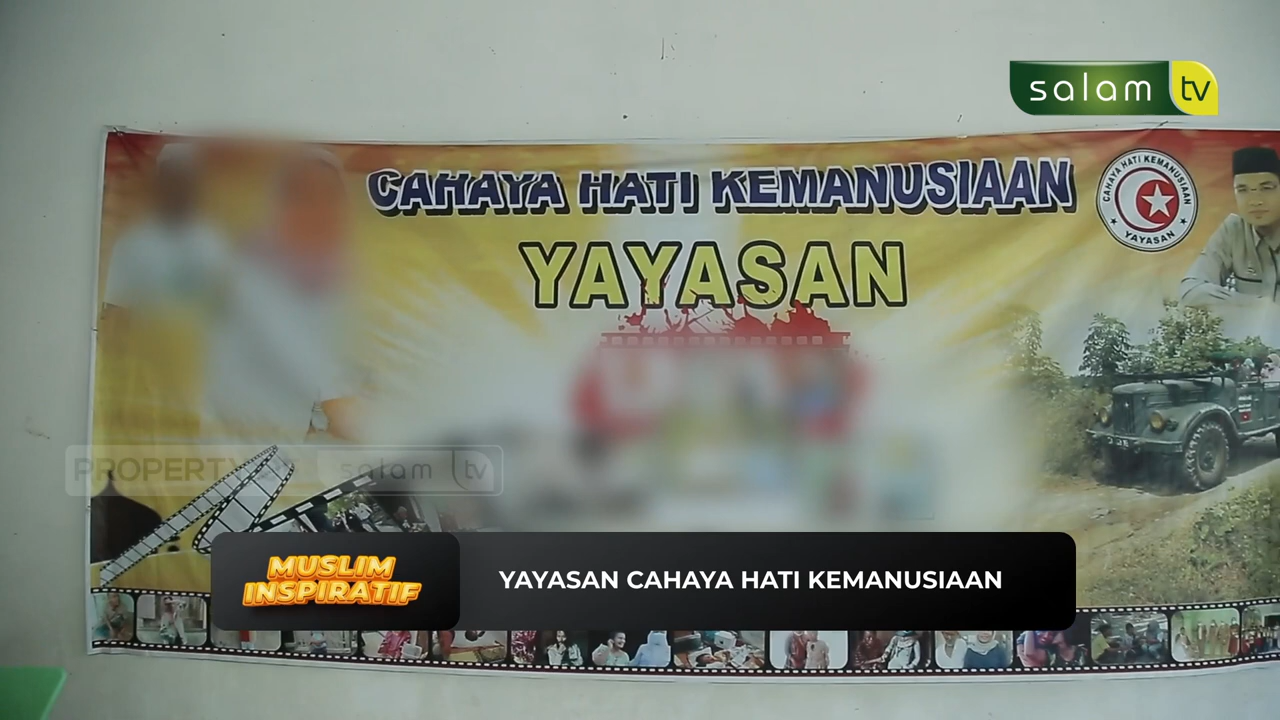 salam tv
CAHAYA HATI KEMANUSIAAN
YAYASAN
CAHAYA HATI KEMANUSIAAN
YAYASAN
PROPERTY
salam tv
MUSLIM
INSPIRATIF
YAYASAN CAHAYA HATI KEMANUSIAAN